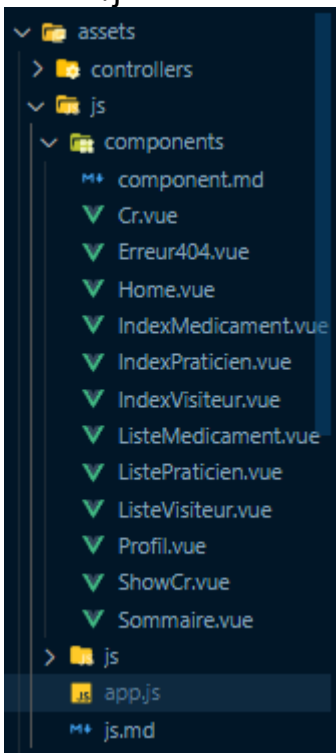 assets
controllers
js
components
component.md
Cr.vue
Erreur404.vue
Home.vue
IndexMedicament.vue
IndexPraticien.vue
IndexVisiteur.vue
ListeMedicament.vue
ListePraticien.vue
ListeVisiteur.vue
Profil.vue
ShowCr.vue
Sommaire.vue
js
JS app.js
M↓ js.md